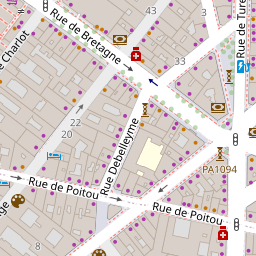 Rue de Bretagne
Rue de Ture
e Charlot
43
33
22
20
Rue Debelleyme
PA1094
Rue de Poitou
Rue de Poitou
ge
8